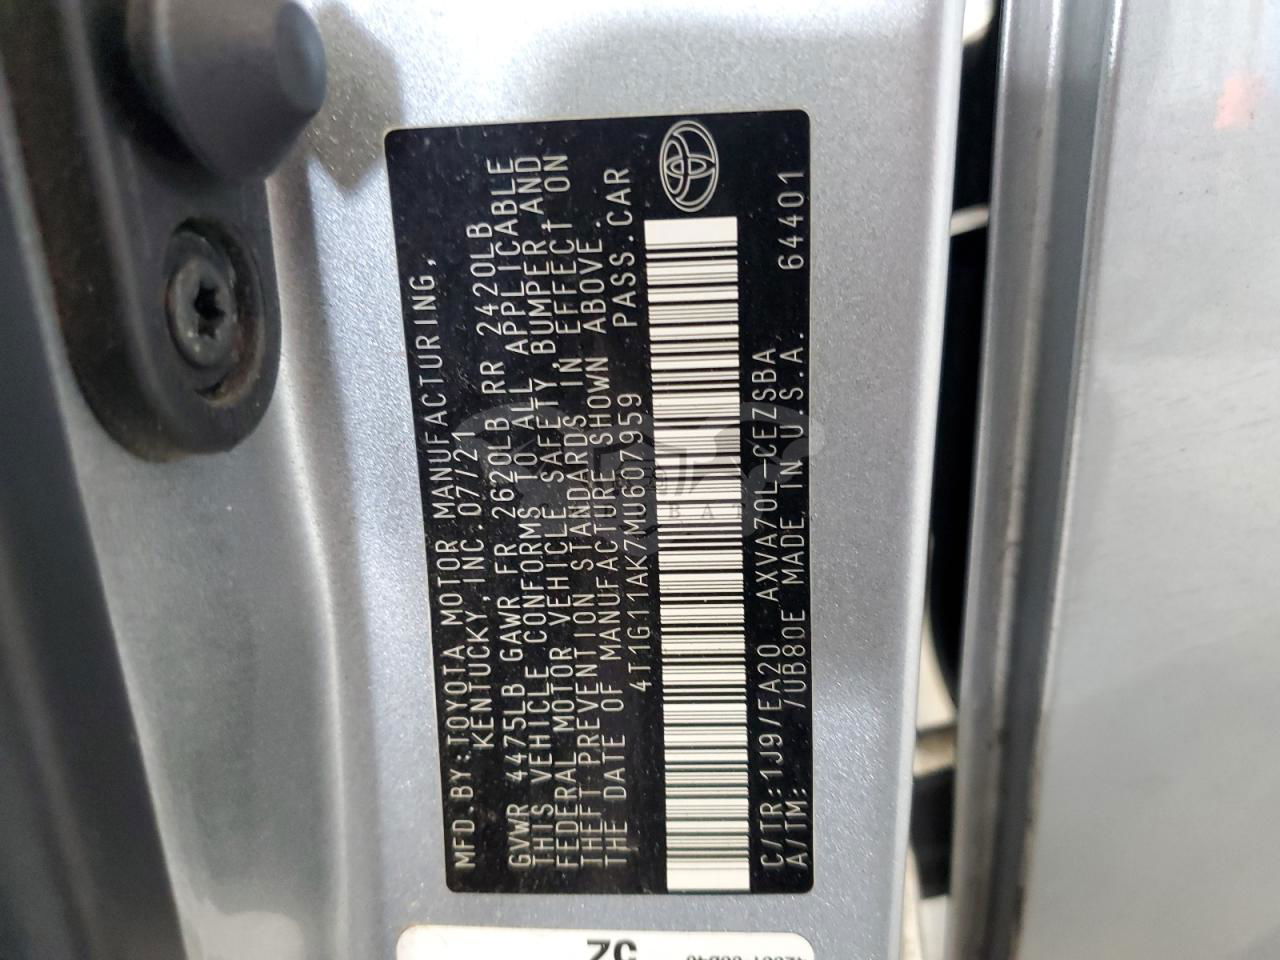 MFD.BY:TOYOTA MOTOR MANUFACTURING,
KENTUCKY,INC.07/21
GVWR 4475LB GAWR FR 2620LB RR 2420LB
THIS VEHICLE CONFORMS TO ALL APPLICABLE
FEDERAL MOTOR VEHICLE SAFETY,BUMPER,AND
THEFT PREVENTION STANDARDS IN EFFECT ON
THE DATE OF MANUFACTURE SHOWN ABOVE.
4T1G11AK7MU607959 PASS.CAR
C/TR:1J9/EA20 AXVA70L-CEZSBA
A/TM: /UB80E MADE IN U.S.A. 64401